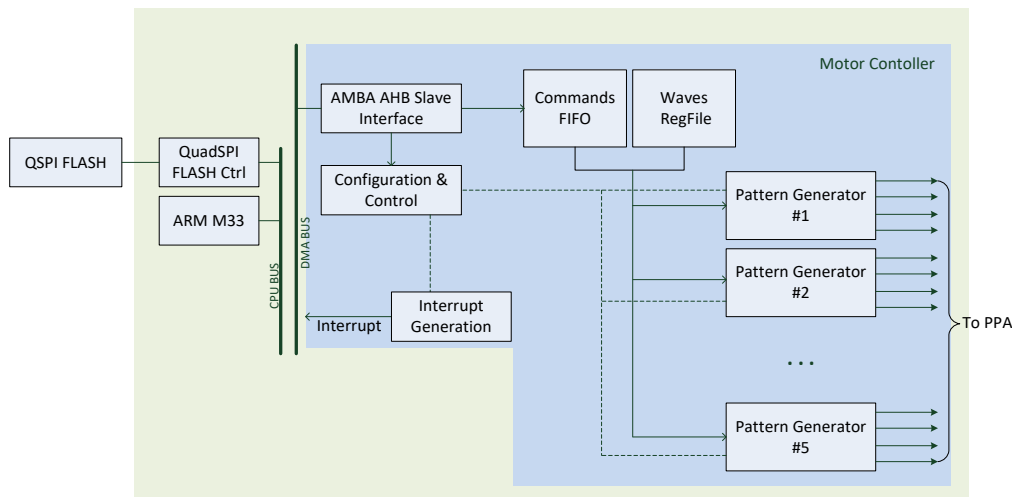 Motor Contoller
AMBA AHB Slave
Interface
Commands
FIFO
Waves
RegFile
QSPI FLASH
QuadSPI
FLASH Ctrl
ARM M33
Configuration &
Control
CPU BUS
DMA BUS
Interrupt
Generation
Interrupt
Pattern Generator
#1
Pattern Generator
#2
To PPA
...
Pattern Generator
#5